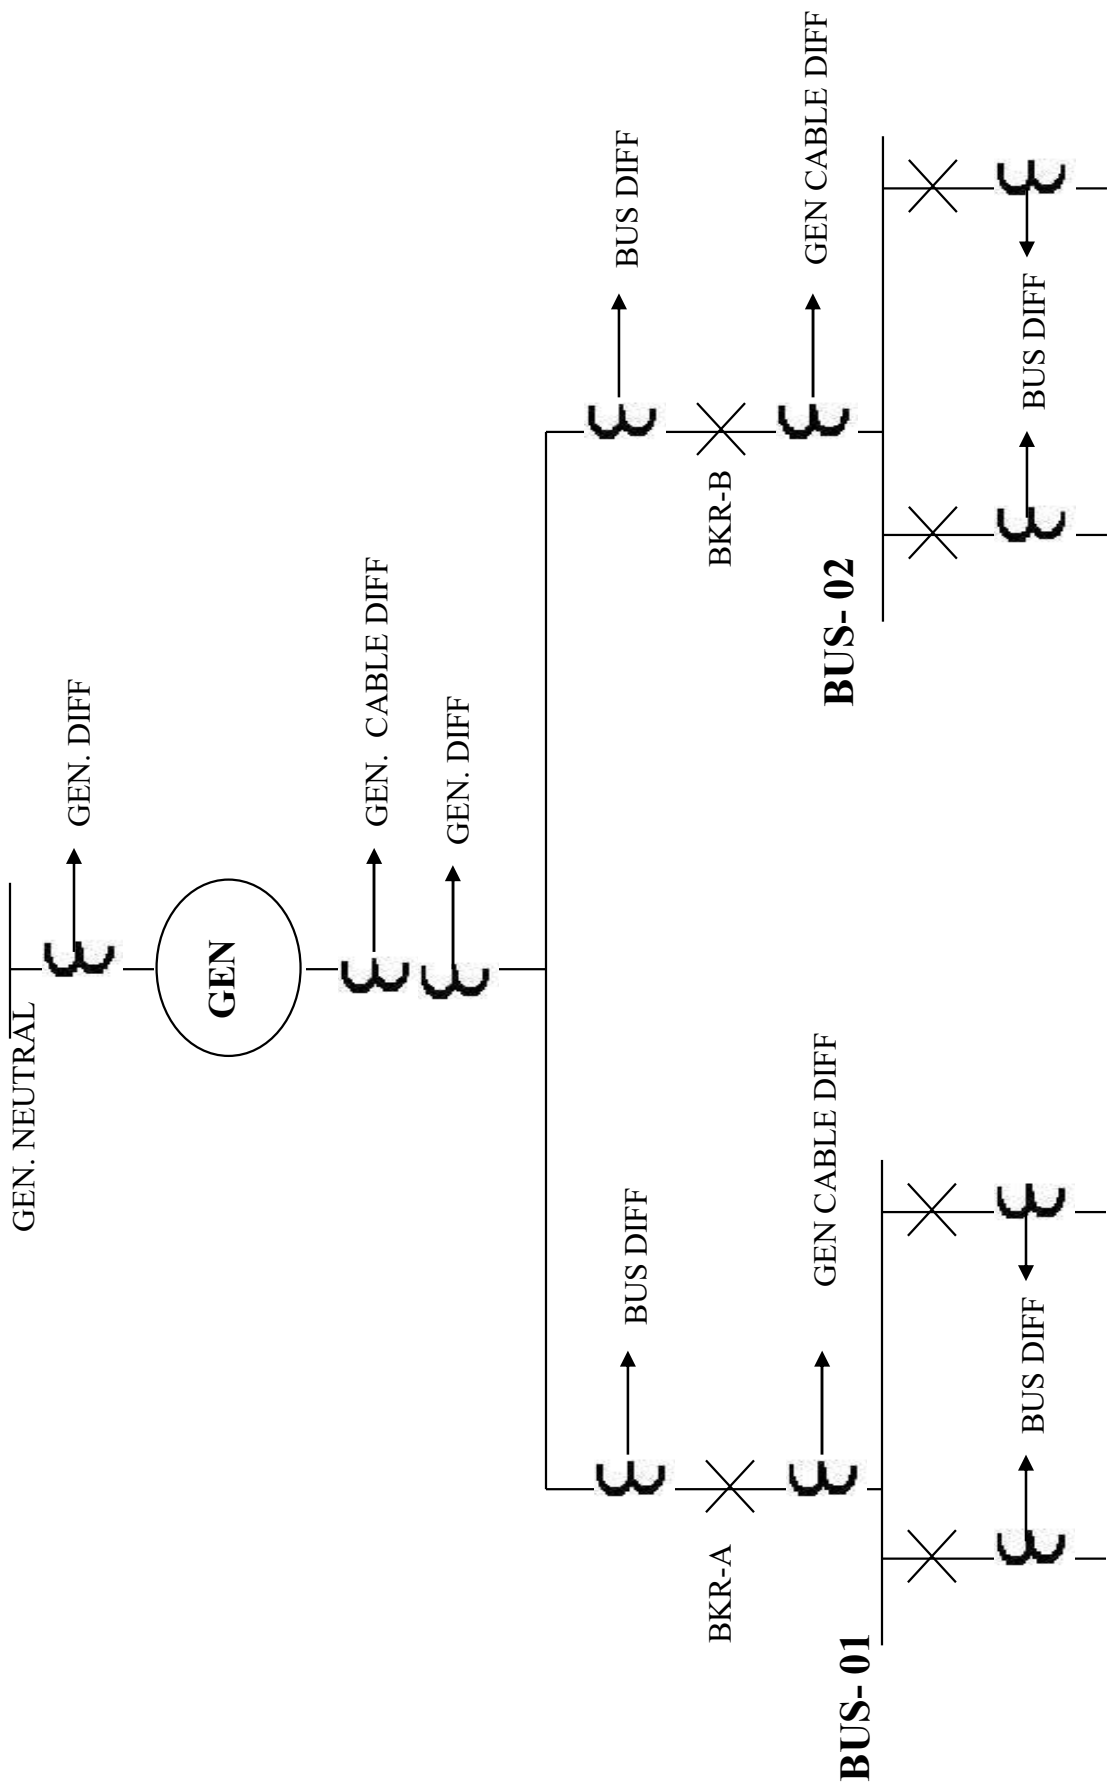 GEN. NEUTRAL
GEN. DIFF
GEN
GEN. CABLE DIFF
GEN. DIFF
BUS DIFF
BUS DIFF
BKR-A
BKR-B
GEN CABLE DIFF
GEN CABLE DIFF
BUS- 01
BUS- 02
BUS DIFF
BUS DIFF